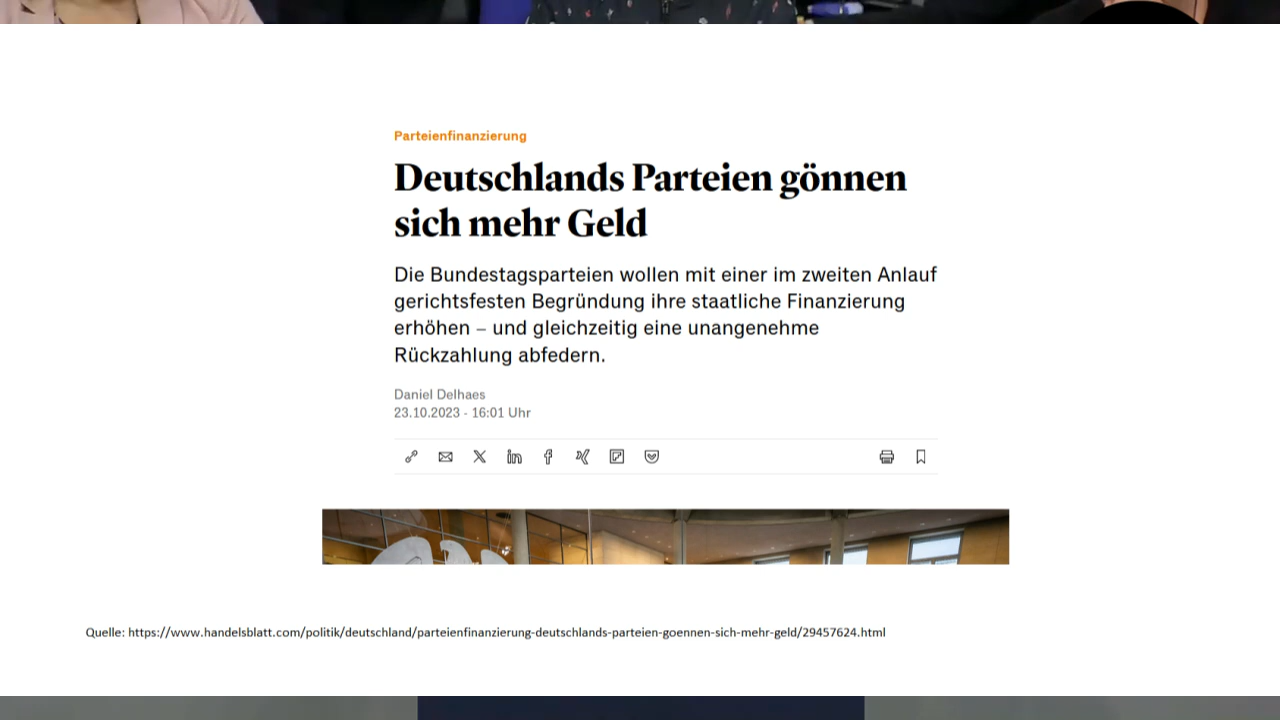 Parteienfinanzierung
Deutschlands Parteien gönnen
sich mehr Geld
Die Bundestagsparteien wollen mit einer im zweiten Anlauf
gerichtsfesten Begründung ihre staatliche Finanzierung
erhöhen – und gleichzeitig eine unangenehme
Rückzahlung abfedern.
Daniel Delhaes
23.10.2023 - 16:01 Uhr
Quelle: https://www.handelsblatt.com/politik/deutschland/parteienfinanzierung-deutschlands-parteien-goennen-sich-mehr-geld/29457624.html